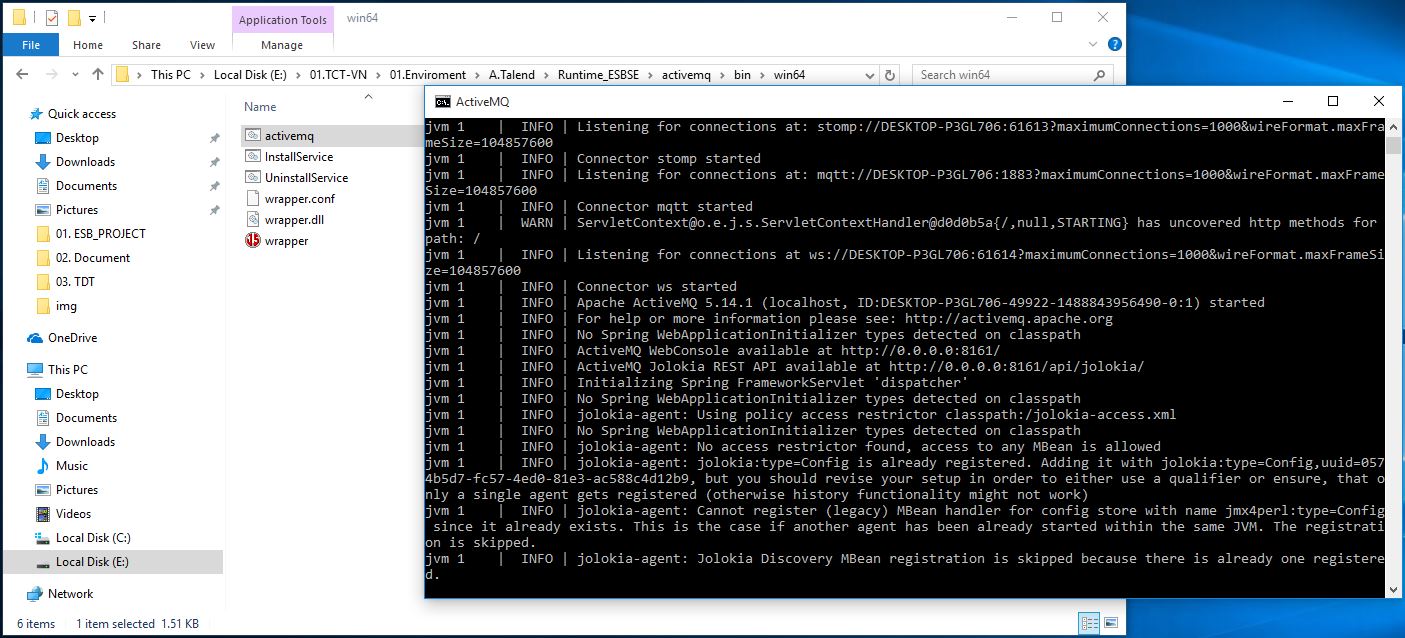 Application Tools
win64
File
Home
Share
View
Manage
This PC
Local Disk (E:)
01.TCT-VN
01.Enviroment
A.Talend
Runtime_ESBSE
activemq
bin
win64
Search win64
Quick access
Desktop
Downloads
Documents
Pictures
01. ESB_PROJECT
02. Document
03. TDT
img
OneDrive
This PC
Desktop
Documents
Downloads
Music
Pictures
Videos
Local Disk (C:)
Local Disk (E:)
Network
Name
activemq
InstallService
UninstallService
wrapper.conf
wrapper.dll
wrapper
6 items
1 item selected 1.51 KB
ActiveMQ
jvm 1    |  INFO | Listening for connections at: stomp://DESKTOP-P3GL706:61613?maximumConnections=1000&wireFormat.maxFra
meSize=104857600
jvm 1    |  INFO | Connector stomp started
jvm 1    |  INFO | Listening for connections at: mqtt://DESKTOP-P3GL706:1883?maximumConnections=1000&wireFormat.maxFrame
Size=104857600
jvm 1    |  INFO | Connector mqtt started
jvm 1    |  WARN | ServletContext@o.e.j.s.ServletContextHandler@d0d0b5a{/,null,STARTING} has uncovered http methods for
path: /
jvm 1    |  INFO | Listening for connections at ws://DESKTOP-P3GL706:61614?maximumConnections=1000&wireFormat.maxFrameSi
ze=104857600
jvm 1    |  INFO | Connector ws started
jvm 1    |  INFO | Apache ActiveMQ 5.14.1 (localhost, ID:DESKTOP-P3GL706-49922-1488843956490-0:1) started
jvm 1    |  INFO | For help or more information please see: http://activemq.apache.org
jvm 1    |  INFO | No Spring WebApplicationInitializer types detected on classpath
jvm 1    |  INFO | ActiveMQ WebConsole available at http://0.0.0.0:8161/
jvm 1    |  INFO | ActiveMQ Jolokia REST API available at http://0.0.0.0:8161/api/jolokia/
jvm 1    |  INFO | Initializing Spring FrameworkServlet 'dispatcher'
jvm 1    |  INFO | No Spring WebApplicationInitializer types detected on classpath
jvm 1    |  INFO | jolokia-agent: Using policy access restrictor classpath:/jolokia-access.xml
jvm 1    |  INFO | No Spring WebApplicationInitializer types detected on classpath
jvm 1    |  INFO | jolokia-agent: No access restrictor found, access to any MBean is allowed
jvm 1    |  INFO | jolokia-agent: jolokia:type=Config is already registered. Adding it with jolokia:type=Config,uuid=057
4b5d7-fc57-4ed0-81e3-ac588c4d12b9, but you should revise your setup in order to either use a qualifier or ensure, that o
nly a single agent gets registered (otherwise history functionality might not work)
jvm 1    |  INFO | jolokia-agent: Cannot register (legacy) MBean handler for config store with name jmx4perl:type=Config
 since it already exists. This is the case if another agent has been already started within the same JVM. The registrati
on is skipped.
jvm 1    |  INFO | jolokia-agent: Jolokia Discovery MBean registration is skipped because there is already one registere
d.